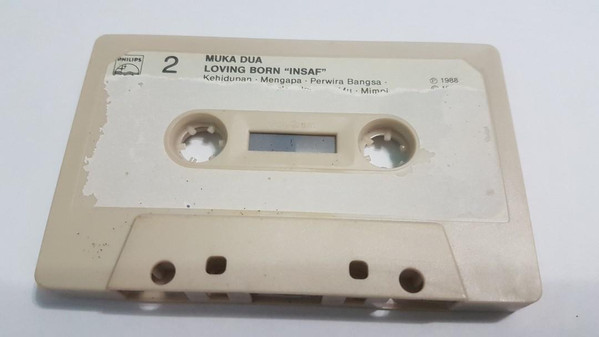 PHILIPS
2
MUKA DUA
LOVING BORN "INSAF"
Kehidupan · Mengapa · Perwira Bangsa ·
Mimpi
℗ 1988